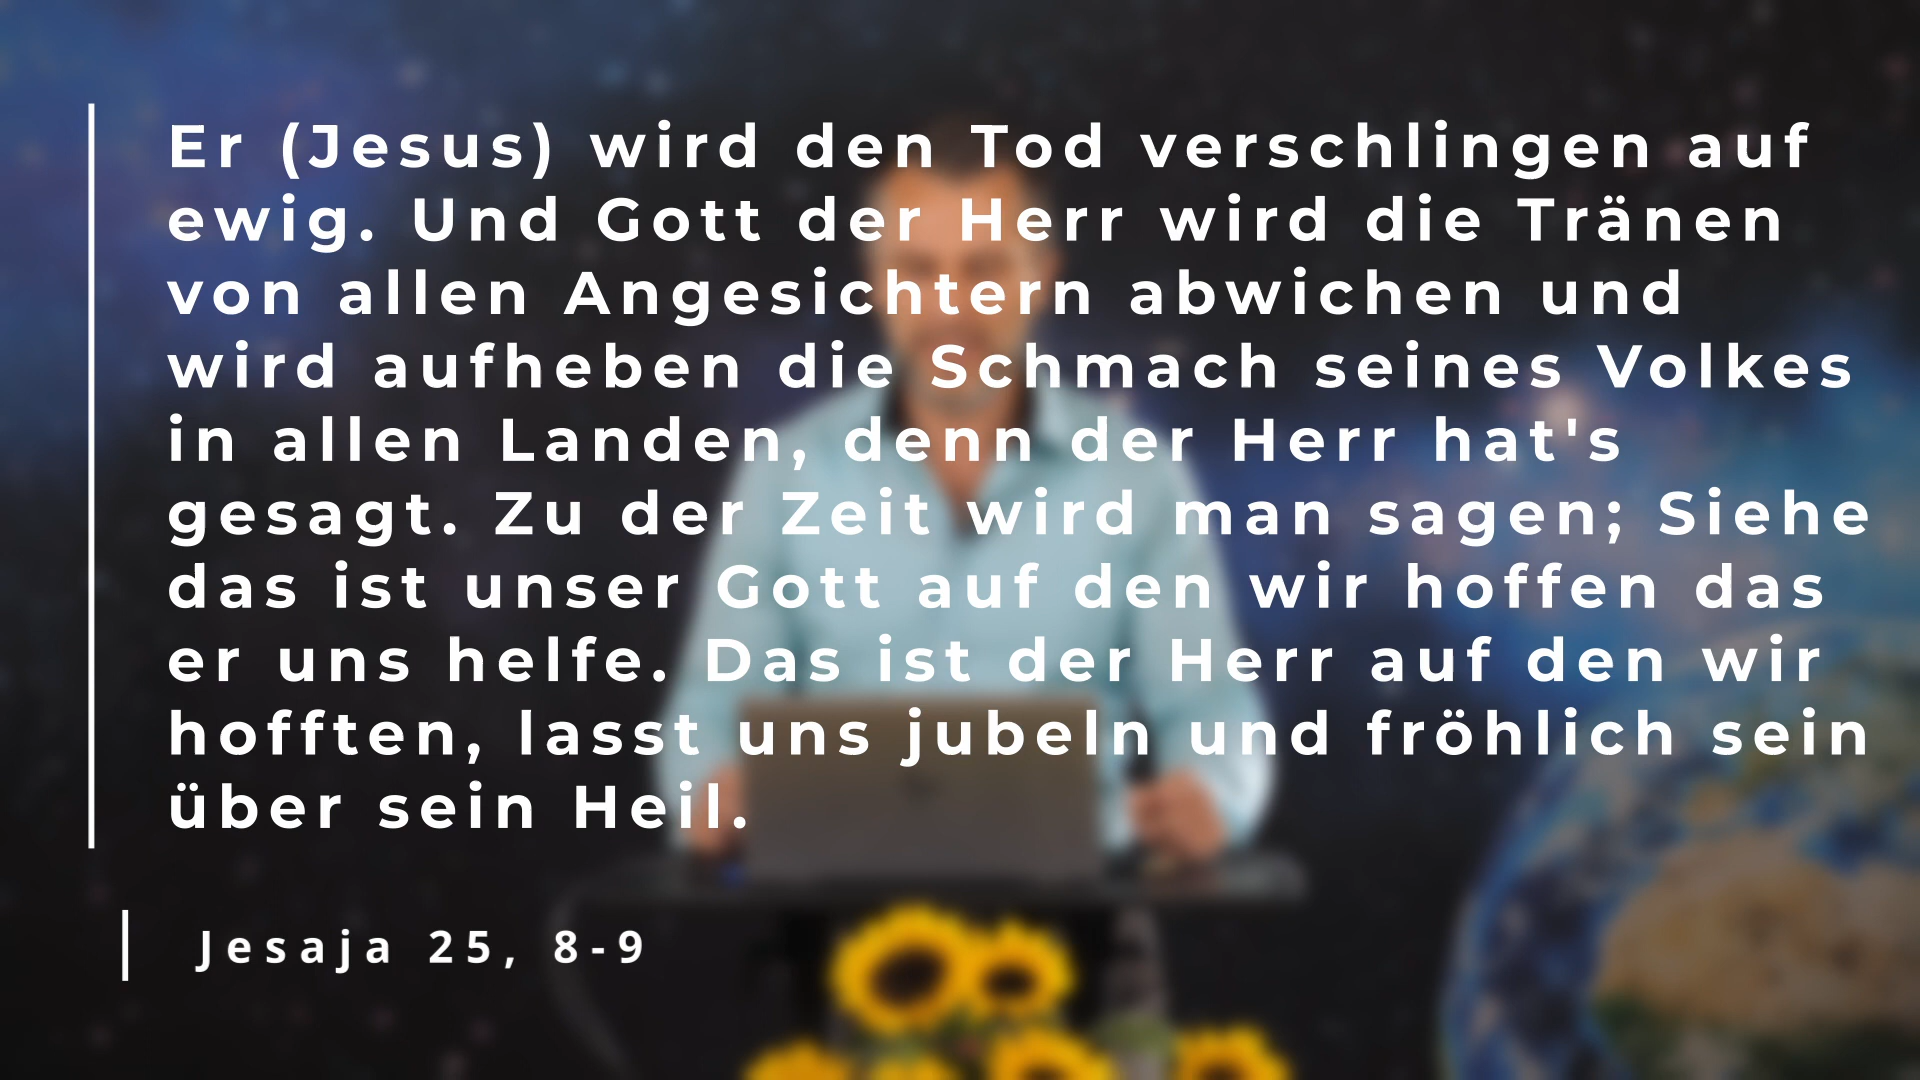 Er (Jesus) wird den Tod verschlingen auf
ewig. Und Gott der Herr wird die Tränen
von allen Angesichtern abwichen und
wird aufheben die Schmach seines Volkes
in allen Landen, denn der Herr hat's
gesagt. Zu der Zeit wird man sagen; Siehe
das ist unser Gott auf den wir hoffen das
er uns helfe. Das ist der Herr auf den wir
hofften, lasst uns jubeln und fröhlich sein
über sein Heil.
Jesaja 25, 8-9